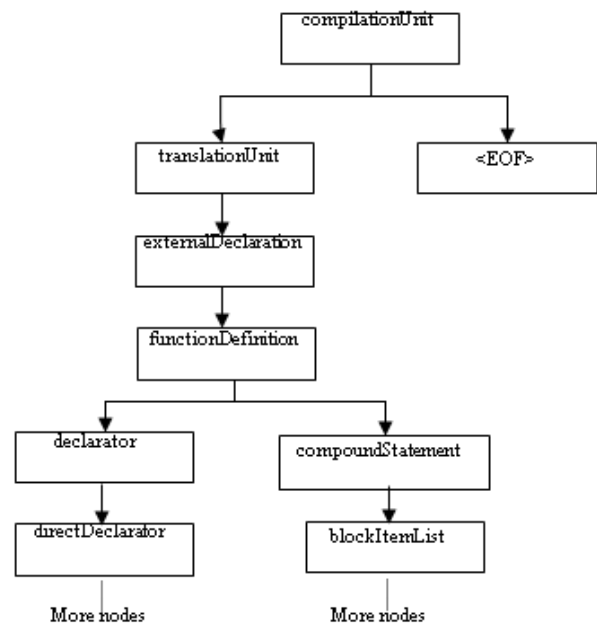 compilationUnit
translationUnit
<EOF>
externalDeclaration
functionDefinition
declarator
compoundStatement
directDeclarator
blockItemList
More nodes
More nodes